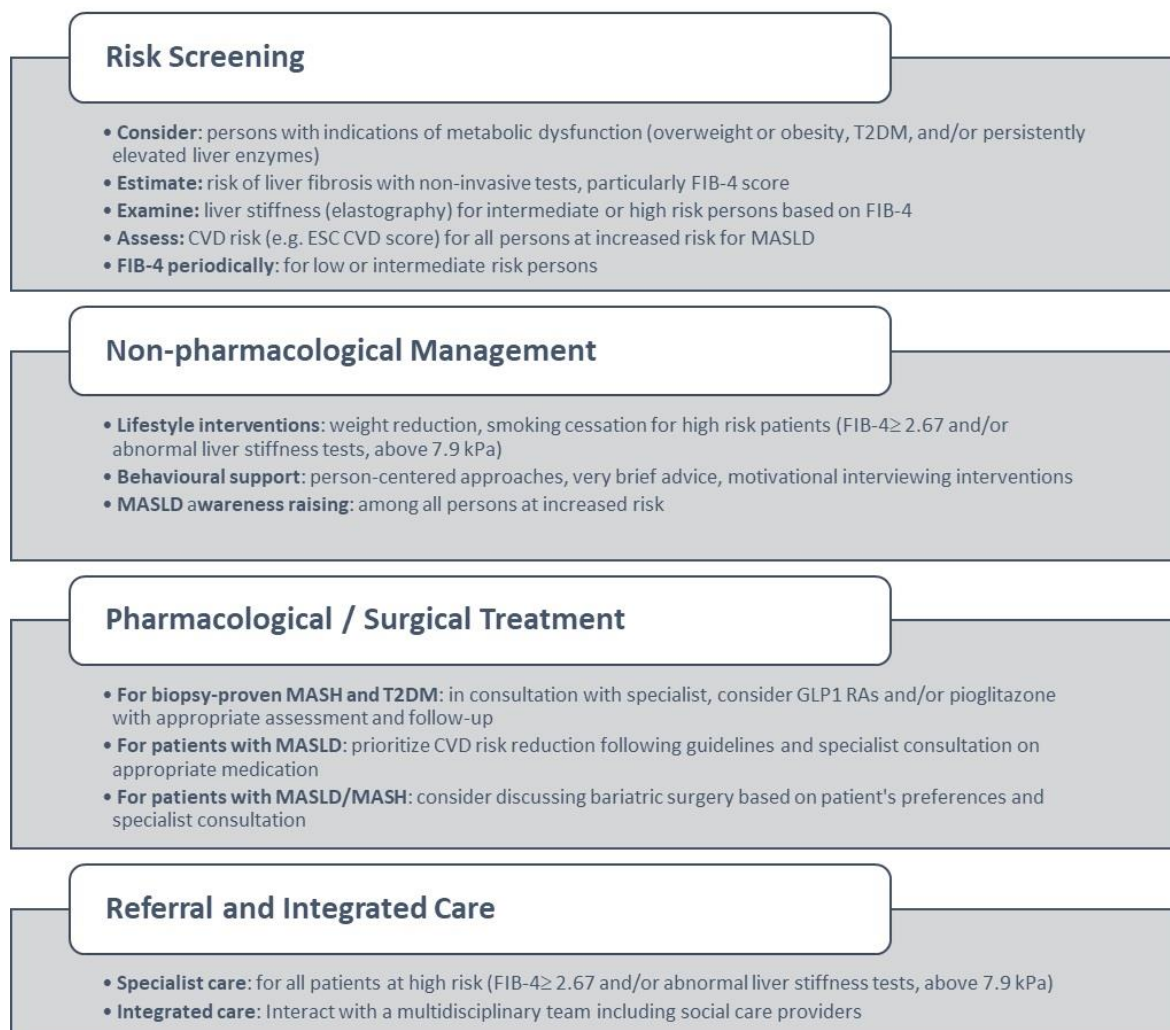 Risk Screening
• Consider: persons with indications of metabolic dysfunction (overweight or obesity, T2DM, and/or persistently
elevated liver enzymes)
• Estimate: risk of liver fibrosis with non-invasive tests, particularly FIB-4 score
• Examine: liver stiffness (elastography) for intermediate or high risk persons based on FIB-4
• Assess: CVD risk (e.g. ESC CVD score) for all persons at increased risk for MASLD
• FIB-4 periodically: for low or intermediate risk persons
Non-pharmacological Management
• Lifestyle interventions: weight reduction, smoking cessation for high risk patients (FIB-4≥ 2.67 and/or
abnormal liver stiffness tests, above 7.9 kPa)
• Behavioural support: person-centered approaches, very brief advice, motivational interviewing interventions
• MASLD awareness raising: among all persons at increased risk
Pharmacological / Surgical Treatment
• For biopsy-proven MASH and T2DM: in consultation with specialist, consider GLP1 RAs and/or pioglitazone
with appropriate assessment and follow-up
• For patients with MASLD: prioritize CVD risk reduction following guidelines and specialist consultation on
appropriate medication
• For patients with MASLD/MASH: consider discussing bariatric surgery based on patient's preferences and
specialist consultation
Referral and Integrated Care
• Specialist care: for all patients at high risk (FIB-4≥ 2.67 and/or abnormal liver stiffness tests, above 7.9 kPa)
• Integrated care: Interact with a multidisciplinary team including social care providers